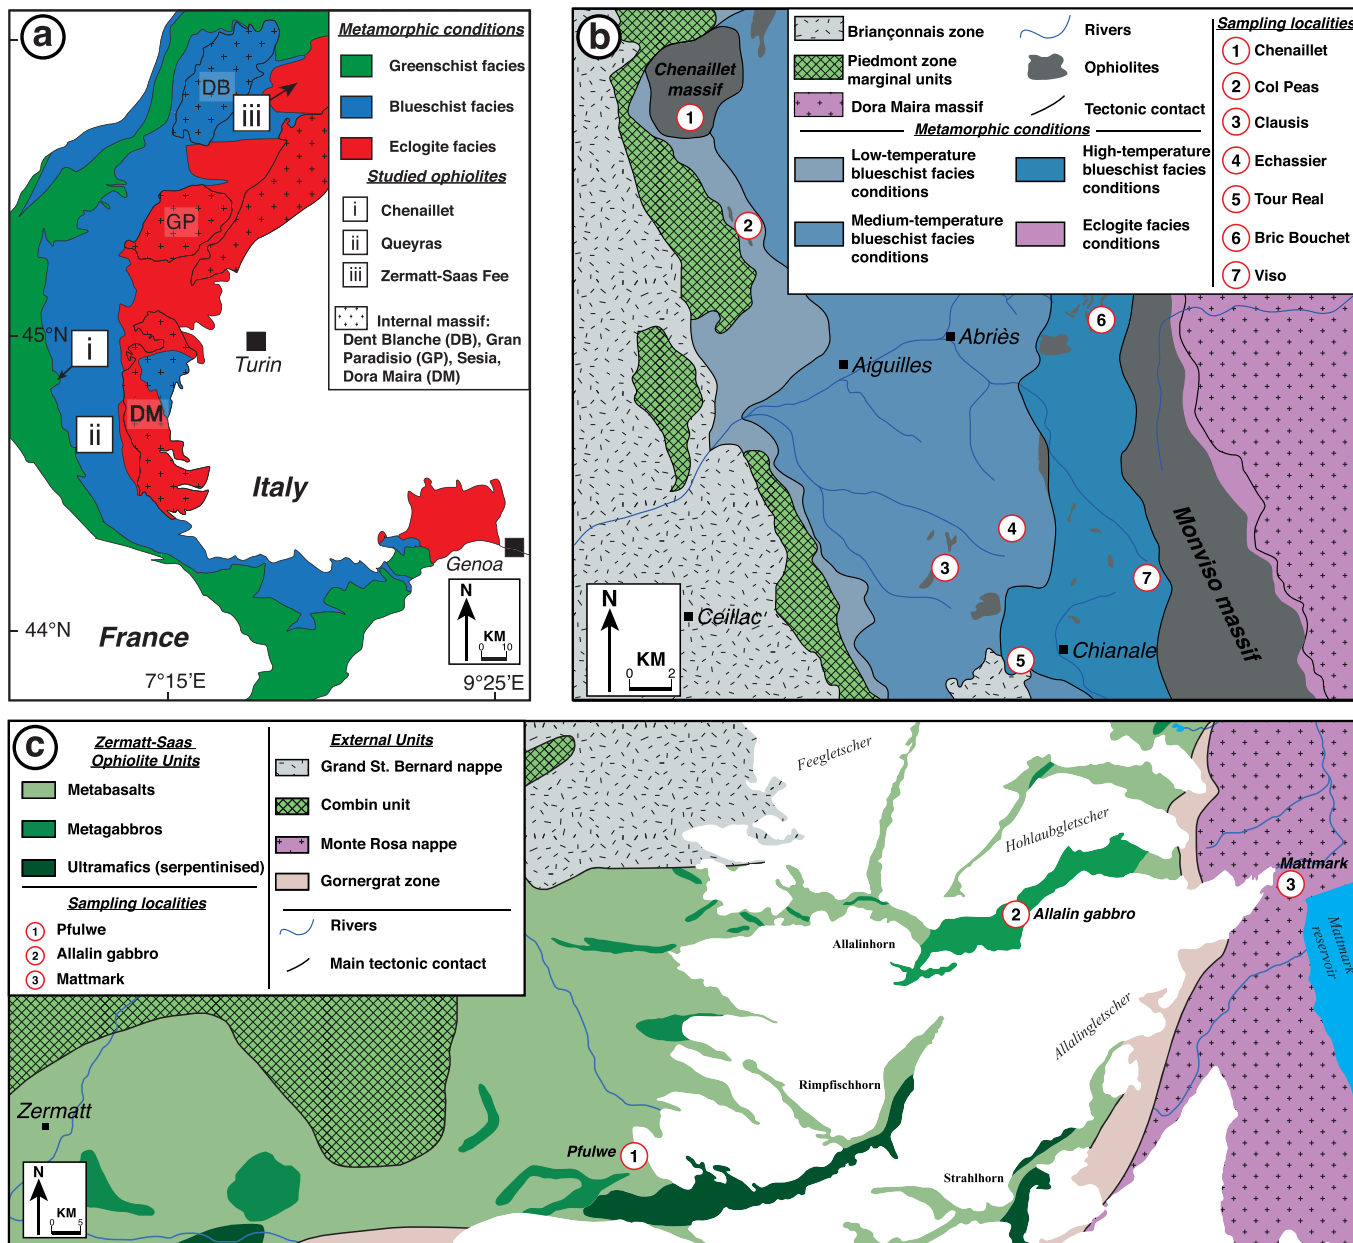 a
Metamorphic conditions
Greenschist facies
Blueschist facies
Eclogite facies
Studied ophiolites
i
Chenaillet
ii
Queyras
iii
Zermatt-Saas Fee
Internal massif:
Dent Blanche (DB), Gran
Paradisio (GP), Sesia,
Dora Maira (DM)
DB
iii
GP
45°N
i
Turin
DM
ii
Italy
Genoa
N
KM
0 10
44°N
France
7°15'E
9°25'E
b
Briançonnais zone
Piedmont zone
marginal units
Dora Maira massif
Rivers
Ophiolites
Tectonic contact
Metamorphic conditions
Low-temperature
blueschist facies
conditions
High-temperature
blueschist facies
conditions
Medium-temperature
blueschist facies
conditions
Eclogite facies
conditions
Sampling localities
1 Chenaillet
2 Col Peas
3 Clausis
4 Echassier
5 Tour Real
6 Bric Bouchet
7 Viso
Chenaillet
massif
1
2
6
Abriès
Aiguilles
4
3
7
Monviso massif
N
KM
0 2
Ceillac
Chianale
5
c
Zermatt-Saas
Ophiolite Units
Metabasalts
Metagabbros
Ultramafics (serpentinised)
Sampling localities
1 Pfulwe
2 Allalin gabbro
3 Mattmark
External Units
Grand St. Bernard nappe
Combin unit
Monte Rosa nappe
Gornergrat zone
Rivers
Main tectonic contact
Feegletscher
Hohlaubgletscher
Mattmark
3
2 Allalin gabbro
Allalinhorn
Mattmark
reservoir
Allalingletscher
Rimpfischhorn
Zermatt
Pfulwe 1
Strahlhorn
N
KM
0 5